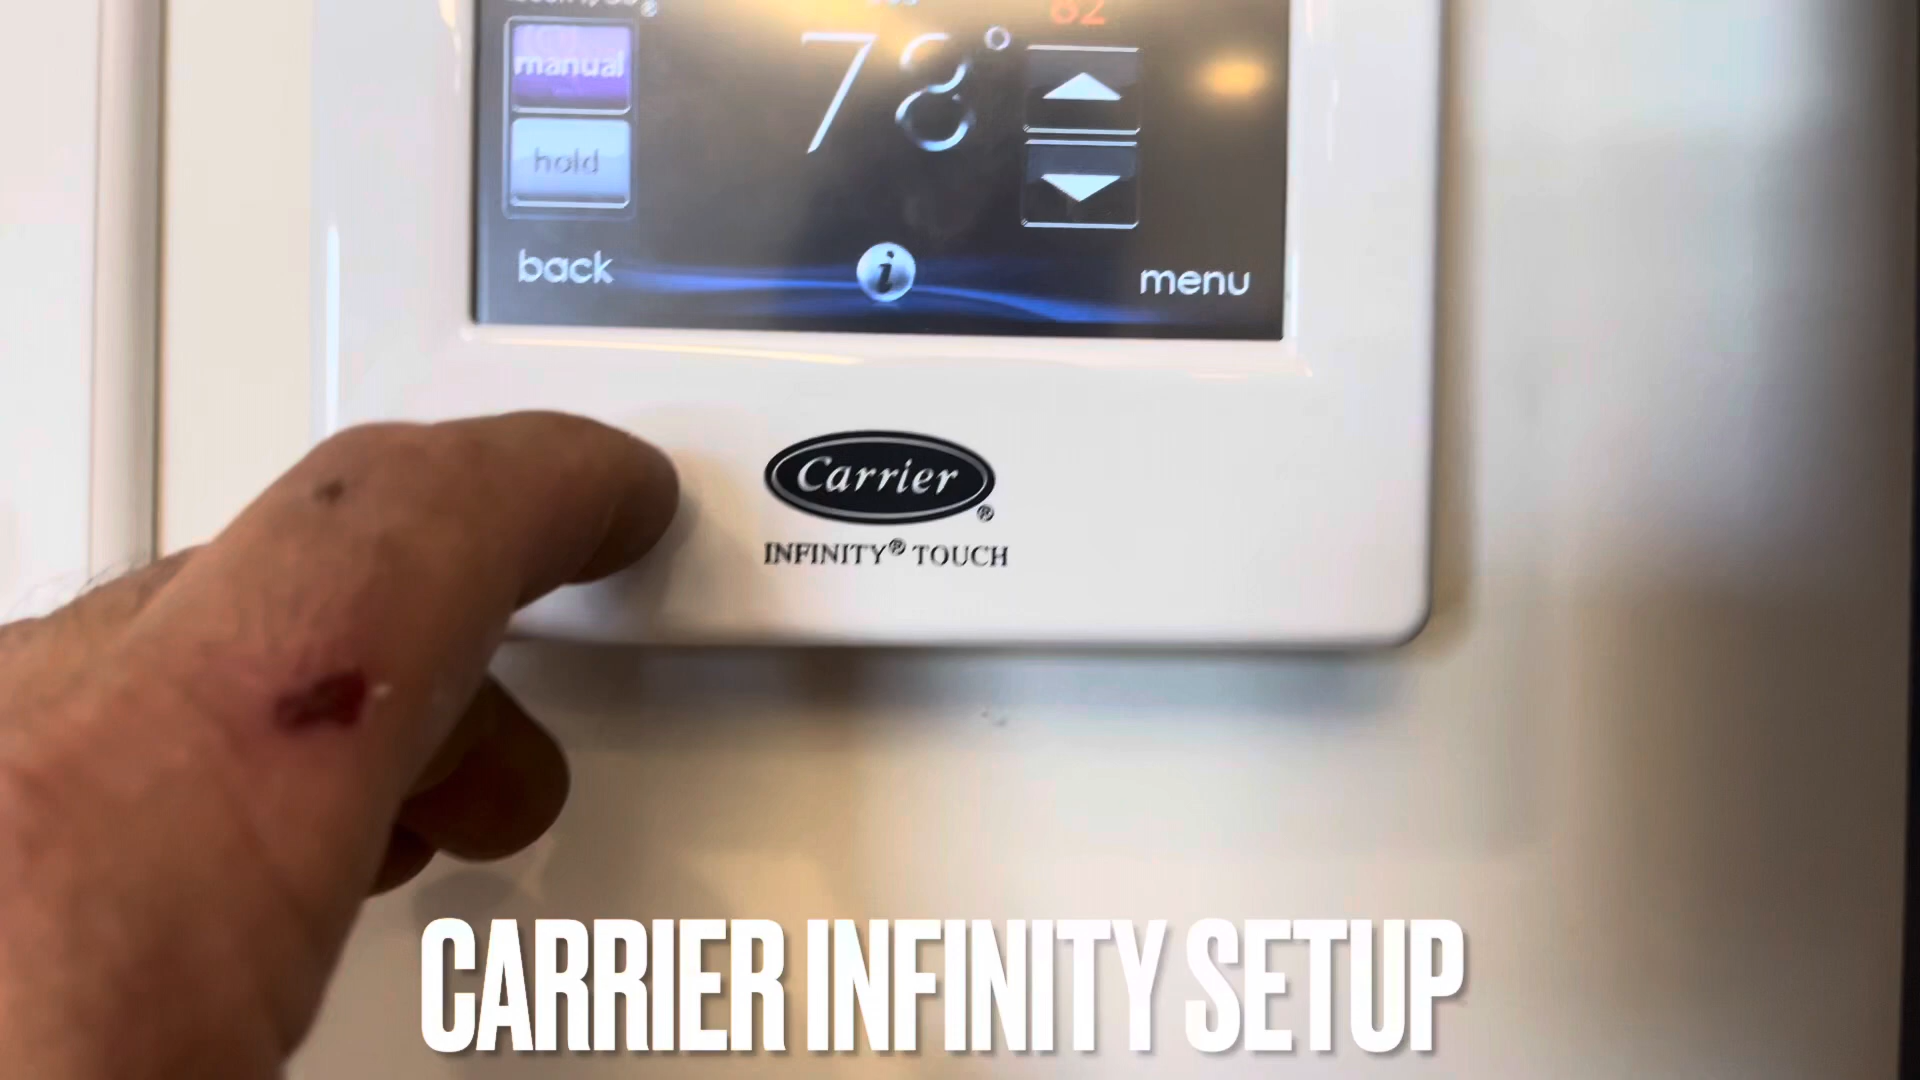 82
manual
78°
hold
back
i
menu
Carrier®
INFINITY® TOUCH
CARRIER INFINITY SETUP